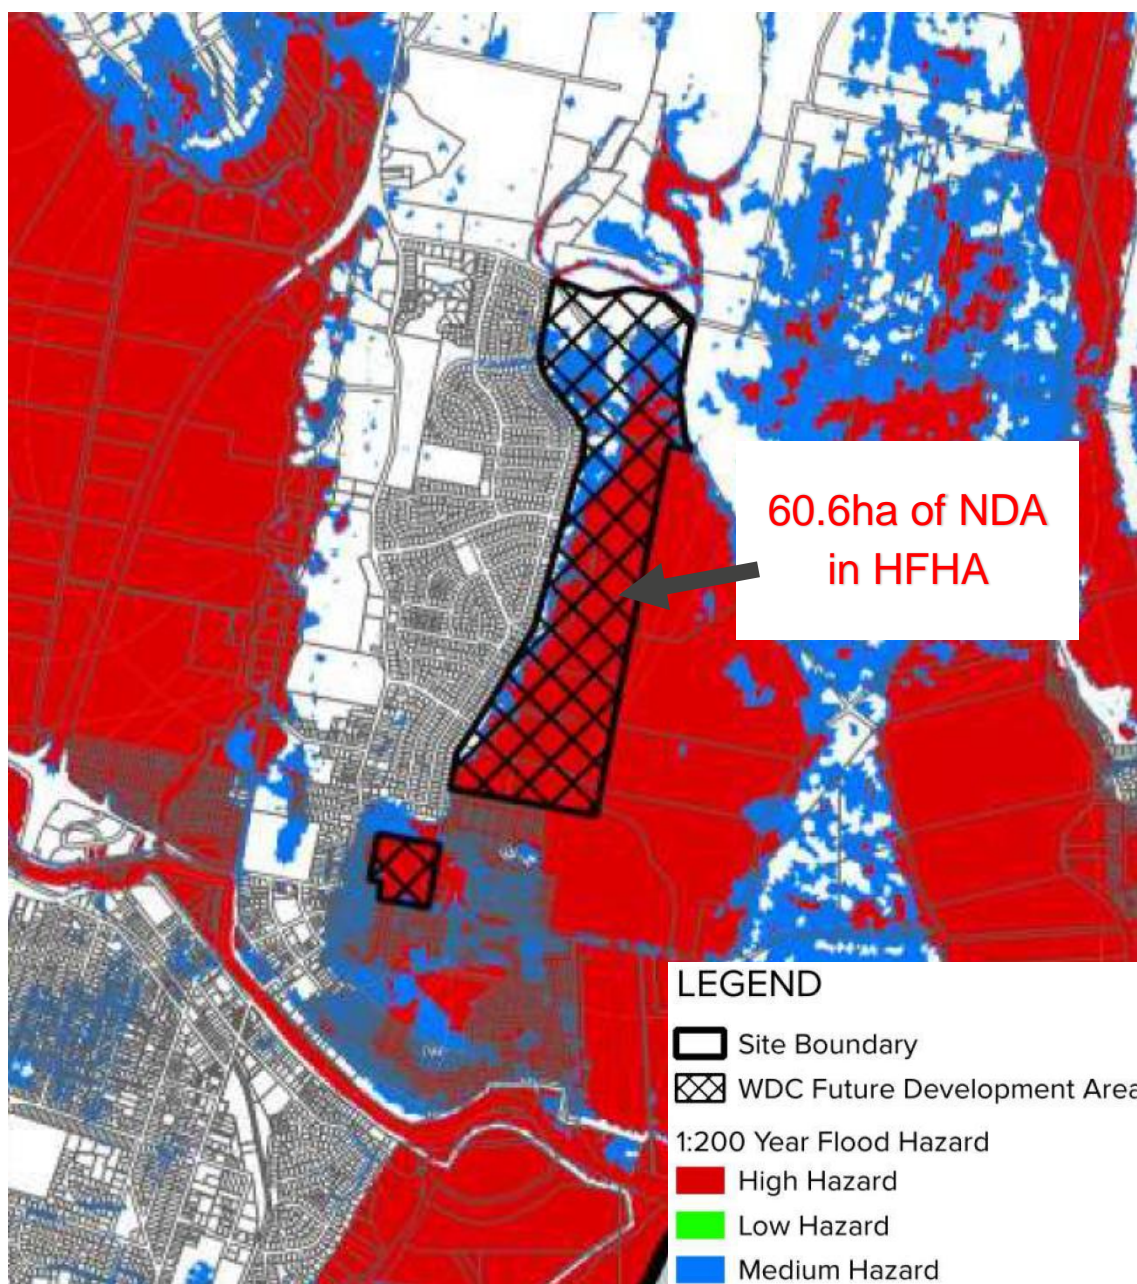 60.6ha of NDA
in HFHA
LEGEND
Site Boundary
WDC Future Development Area
1:200 Year Flood Hazard
High Hazard
Low Hazard
Medium Hazard